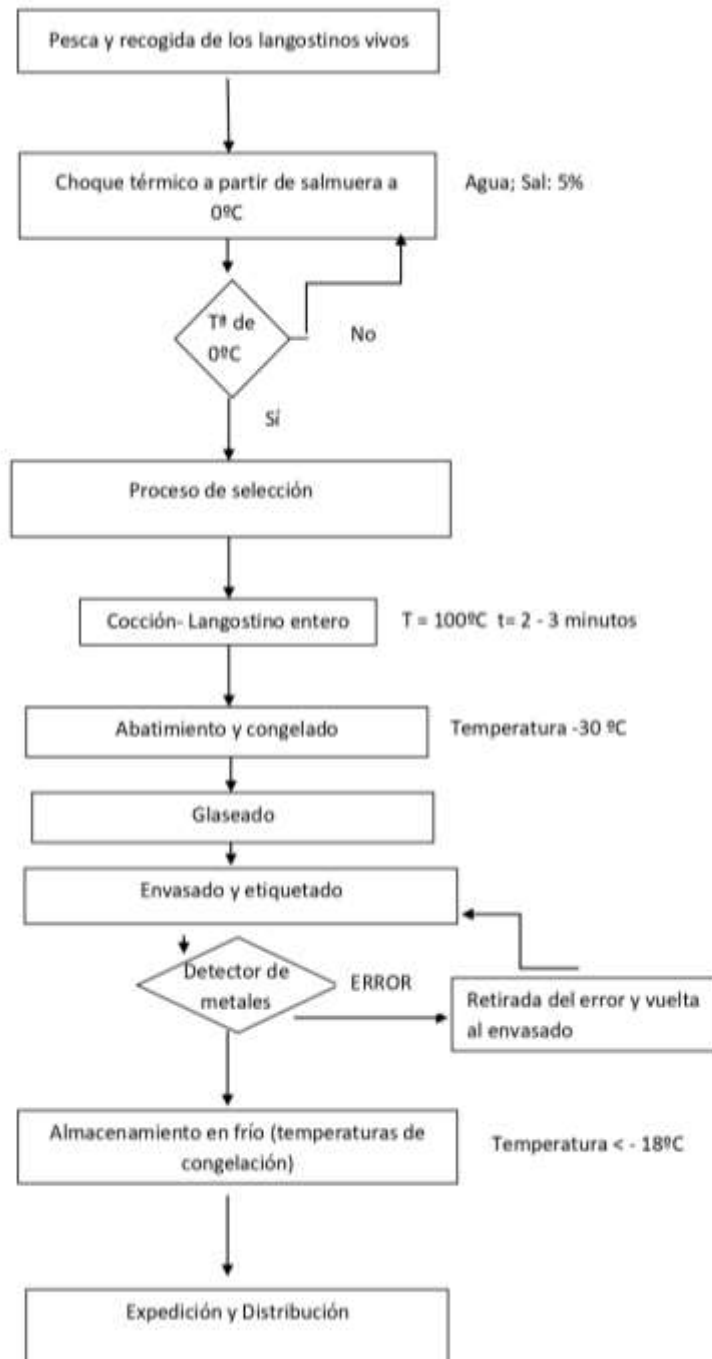 Pesca y recogida de los langostinos vivos
Choque térmico a partir de salmuera a
0ºC
Agua; Sal: 5%
Tª de
0ºC
No
Sí
Proceso de selección
Cocción- Langostino entero
T = 100ºC t= 2 - 3 minutos
Abatimiento y congelado
Temperatura -30 ºC
Glaseado
Envasado y etiquetado
Detector de
metales
ERROR
Retirada del error y vuelta
al envasado
Almacenamiento en frío (temperaturas de
congelación)
Temperatura < - 18ºC
Expedición y Distribución